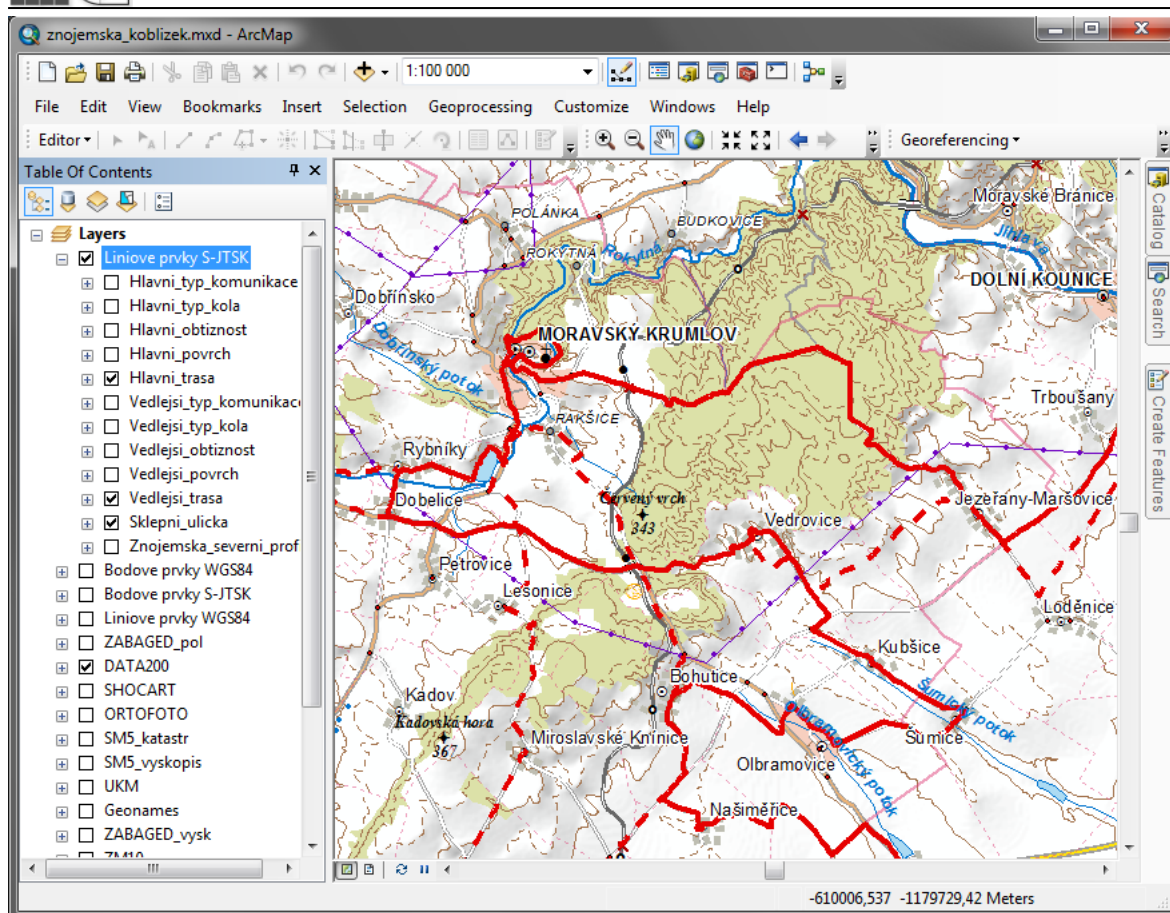 znojemska_koblizek.mxd - ArcMap
1:100 000
File Edit View Bookmarks Insert Selection Geoprocessing Customize Windows Help
Editor Georeferencing
Table Of Contents
Layers
Liniove prvky S-JTSK
Hlavni_typ_komunikace
Hlavni_typ_kola
Hlavni_obtiznost
Hlavni_povrch
Hlavni_trasa
Vedlejsi_typ_komunikac
Vedlejsi_typ_kola
Vedlejsi_obtiznost
Vedlejsi_povrch
Vedlejsi_trasa
Sklepni_ulicka
Znojemska_severni_prof
Bodove prvky WGS84
Bodove prvky S-JTSK
Liniove prvky WGS84
ZABAGED_pol
DATA200
SHOCART
ORTOFOTO
SM5_katastr
SM5_vyskopis
UKM
Geonames
ZABAGED_vysk
ZM10
Moravské Bránice
POLÁNKA
BUDKOVICE
Jihlava
ROKYTNÁ
Rokytná
DOLNÍ KOUNICE
Dobřínsko
MORAVSKÝ KRUMLOV
Dobřínský potok
Trboušany
RAKŠICE
Rybníky
Dobelice
Červený vrch
343
Jezeřany-Maršovice
Vedrovice
Petrovice
Lesonice
Loděnice
Kubšice
Bohutice
Šumický potok
Kadov
Kadovská hora
367
Miroslavské Knínice
Olbramovický potok
Šumice
Olbramovice
Našiměřice
Catalog
Search
Create Features
-610006,537 -1179729,42 Meters